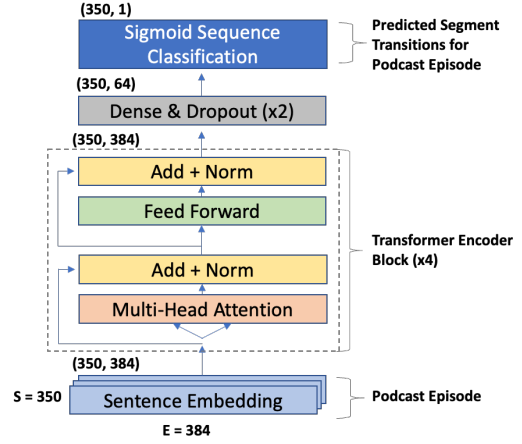 (350, 1)
Sigmoid Sequence
Classification
Predicted Segment
Transitions for
Podcast Episode
(350, 64)
Dense & Dropout (x2)
(350, 384)
Add + Norm
Feed Forward
Add + Norm
Multi-Head Attention
Transformer Encoder
Block (x4)
(350, 384)
S = 350
Sentence Embedding
Podcast Episode
E = 384